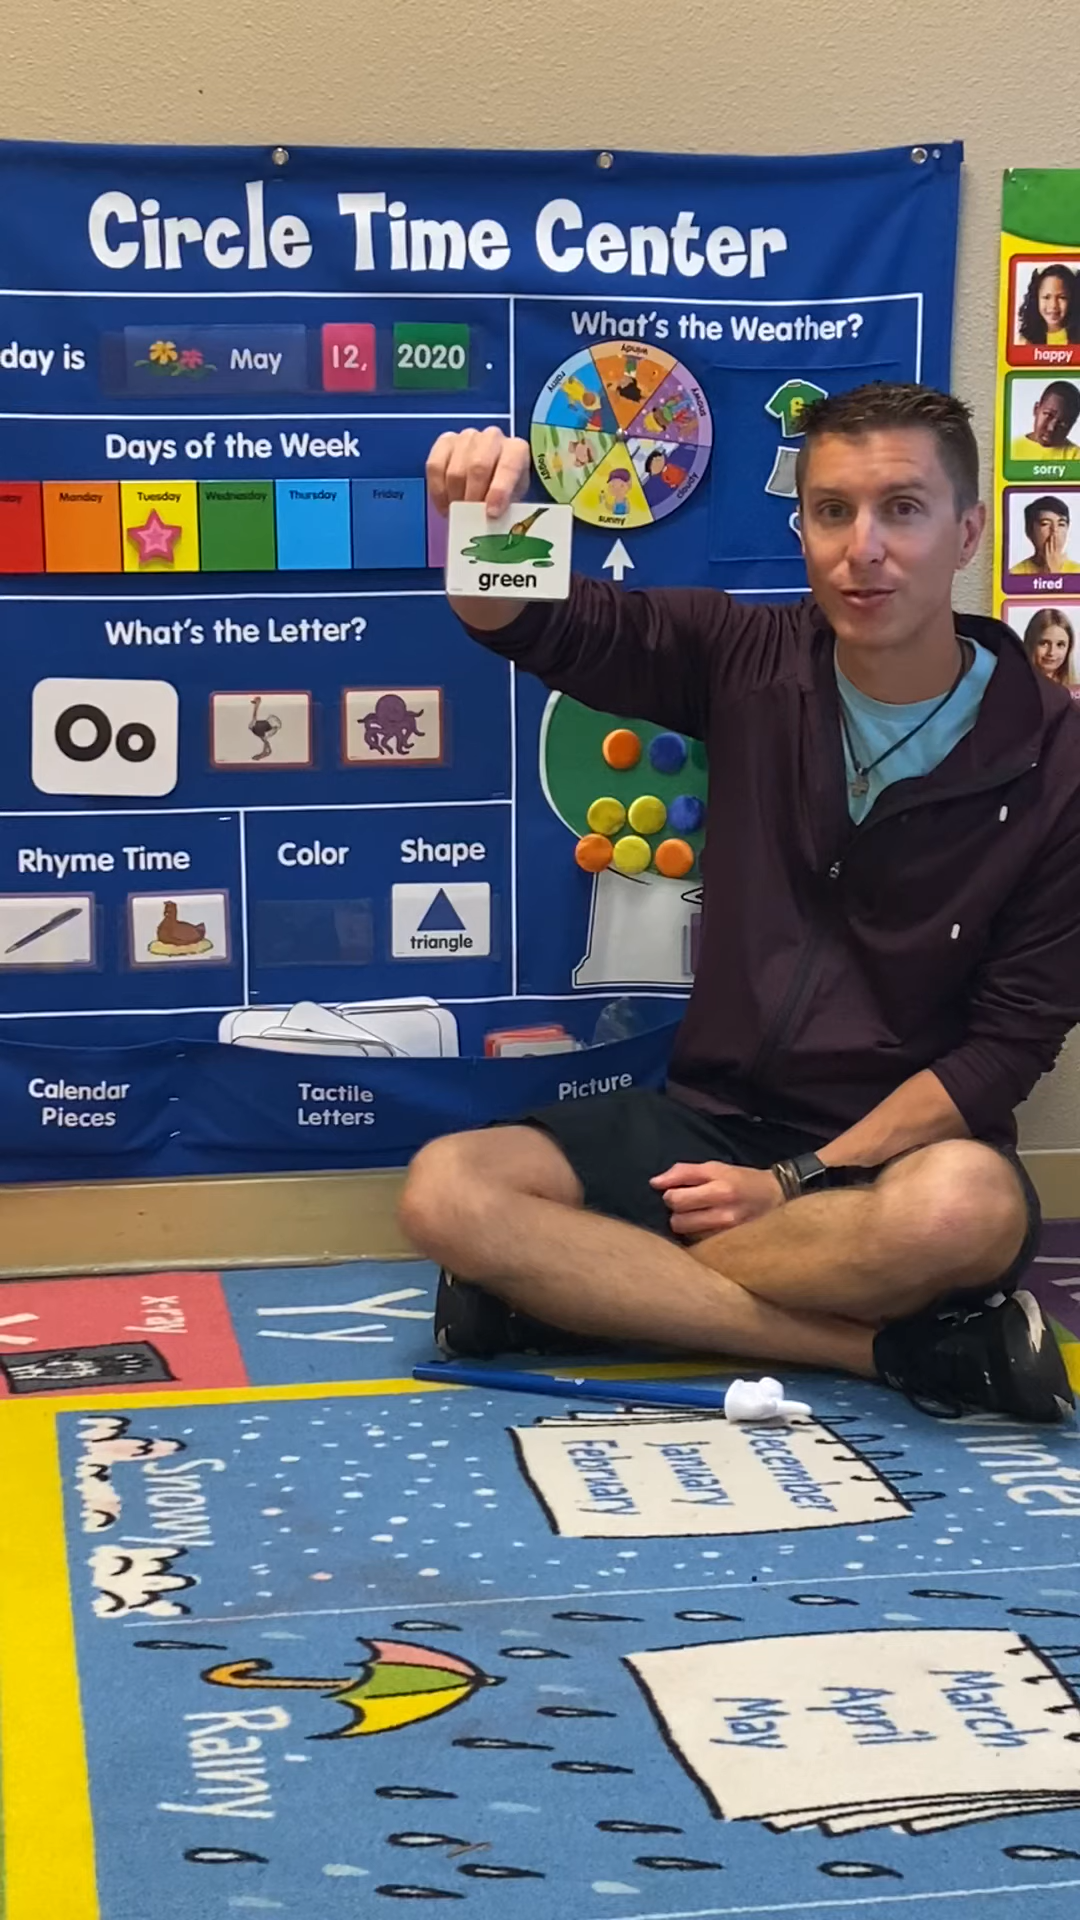 Circle Time Center
day is May 12, 2020.
What's the Weather?
windy
rainy
snowy
foggy
cloudy
sunny
Days of the Week
Monday Tuesday Wednesday Thursday Friday
green
What's the Letter?
Oo
Rhyme Time
Color
Shape
triangle
Calendar
Pieces
Tactile
Letters
Picture
happy
sorry
tired
x-ray
Yy
Snowy
December
January
February
Rainy
March
April
May